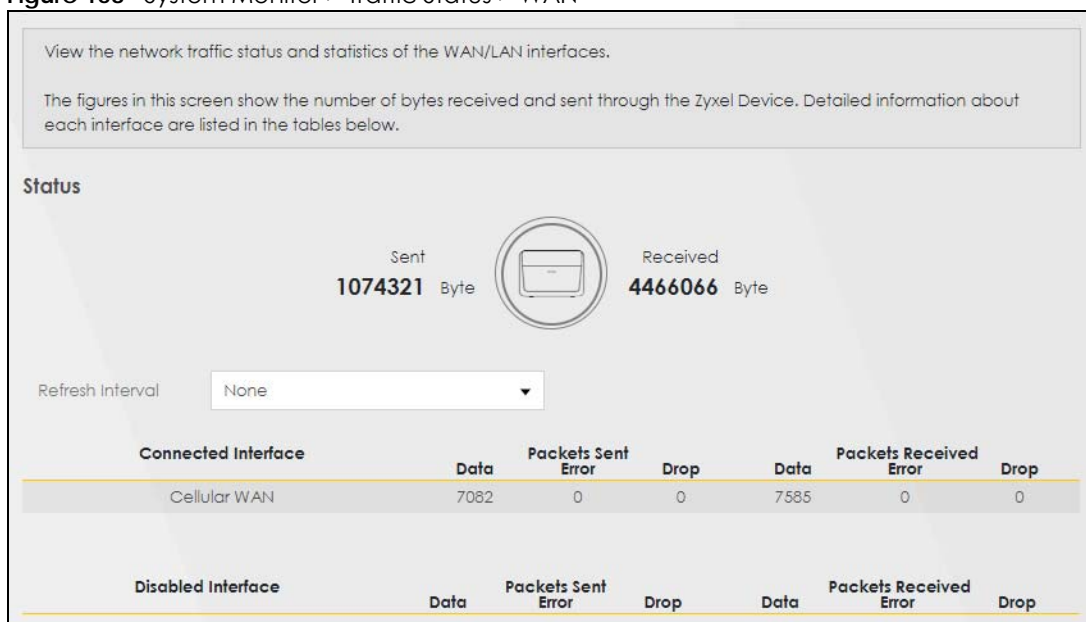 View the network traffic status and statistics of the WAN/LAN interfaces.
The figures in this screen show the number of bytes received and sent through the Zyxel Device. Detailed information about
each interface are listed in the tables below.
Status
Sent
1074321 Byte
Received
4466066 Byte
Refresh Interval None
Connected Interface Packets Sent Packets Received
Data Error Drop Data Error Drop
Cellular WAN 7082 0 0 7585 0 0
Disabled Interface Packets Sent Packets Received
Data Error Drop Data Error Drop